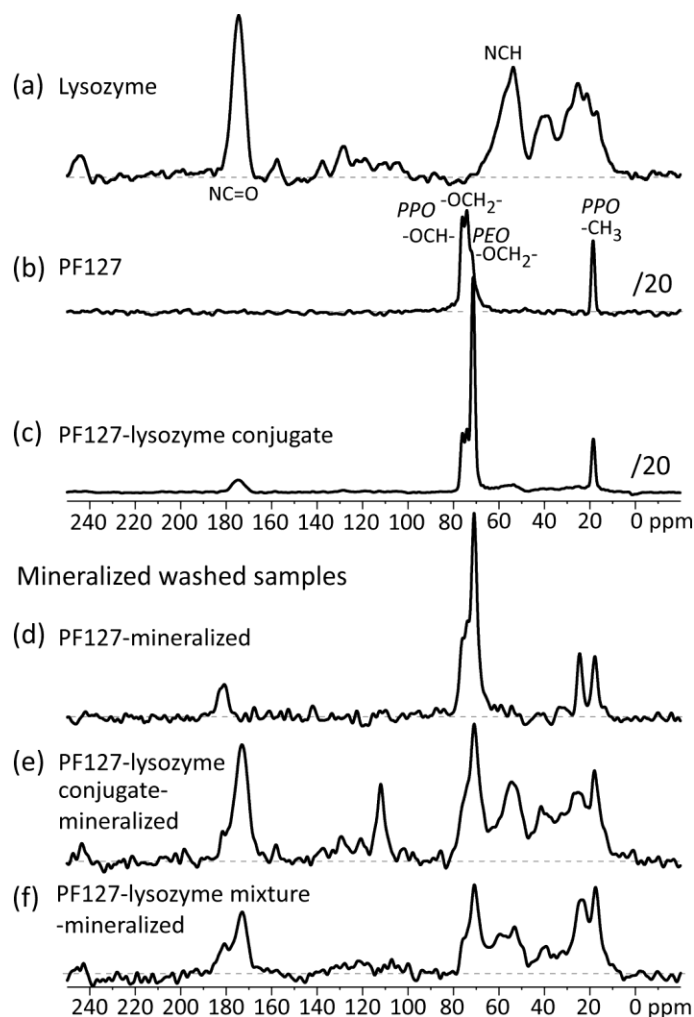 (a) Lysozyme
NCH
NC=O
PPO -OCH2-
-OCH- PEO
-OCH2-
PPO
-CH3
(b) PF127
/20
(c) PF127-lysozyme conjugate
/20
240 220 200 180 160 140 120 100 80 60 40 20 0 ppm
Mineralized washed samples
(d) PF127-mineralized
(e) PF127-lysozyme
conjugate-
mineralized
(f) PF127-lysozyme mixture
-mineralized
240 220 200 180 160 140 120 100 80 60 40 20 0 ppm